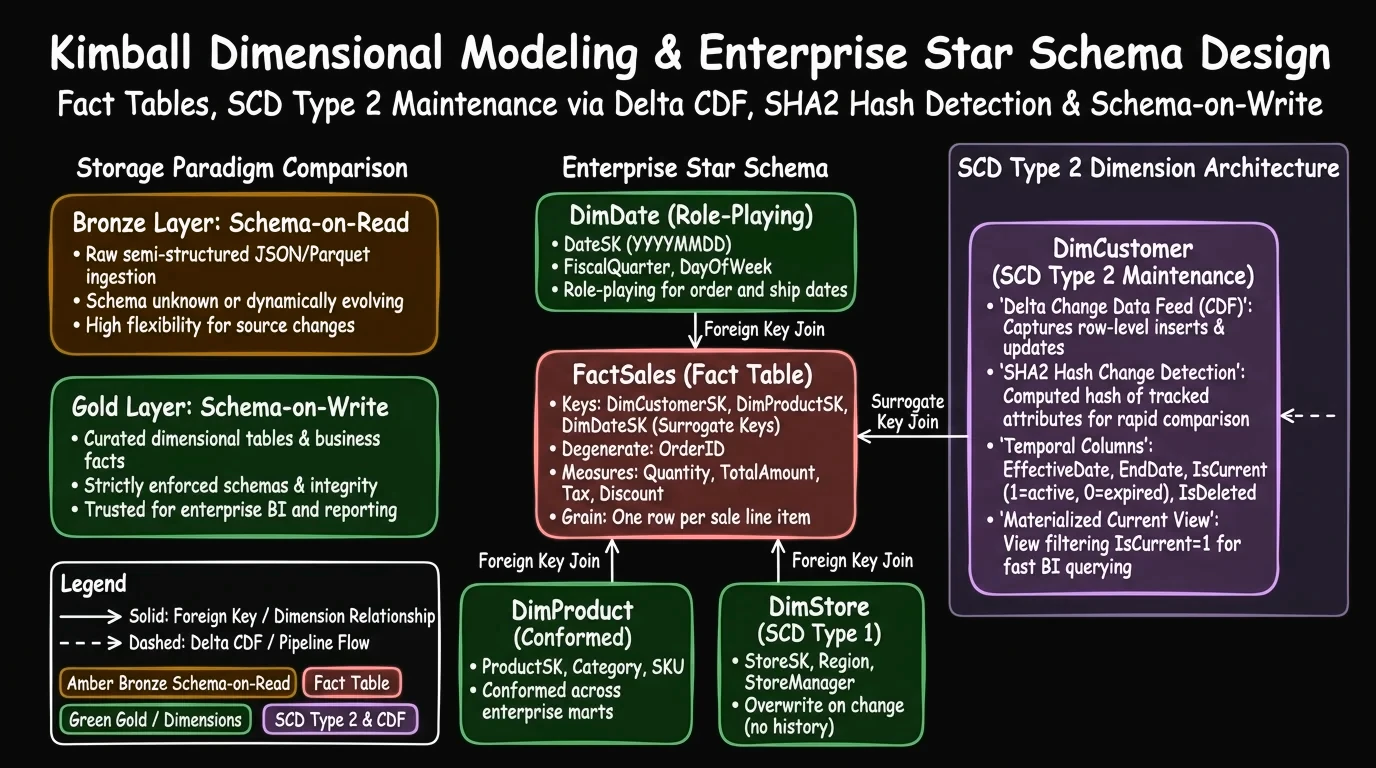 Kimball Dimensional Modeling & Enterprise Star Schema Design
Fact Tables, SCD Type 2 Maintenance via Delta CDF, SHA2 Hash Detection & Schema-on-Write
Storage Paradigm Comparison
Bronze Layer: Schema-on-Read
• Raw semi-structured JSON/Parquet
ingestion
• Schema unknown or dynamically evolving
• High flexibility for source changes
Gold Layer: Schema-on-Write
• Curated dimensional tables & business
facts
• Strictly enforced schemas & integrity
• Trusted for enterprise BI and reporting
Legend
Solid: Foreign Key / Dimension Relationship
Dashed: Delta CDF / Pipeline Flow
Amber Bronze Schema-on-Read
Fact Table
Green Gold / Dimensions
SCD Type 2 & CDF
Enterprise Star Schema
DimDate (Role-Playing)
• DateSK (YYYYMMDD)
• FiscalQuarter, DayOfWeek
• Role-playing for order and ship dates
Foreign Key Join
FactSales (Fact Table)
• Keys: DimCustomerSK, DimProductSK,
DimDateSK (Surrogate Keys)
• Degenerate: OrderID
• Measures: Quantity, TotalAmount,
Tax, Discount
• Grain: One row per sale line item
Foreign Key Join
Foreign Key Join
DimProduct
(Conformed)
• ProductSK, Category, SKU
• Conformed across
enterprise marts
DimStore
(SCD Type 1)
• StoreSK, Region,
StoreManager
• Overwrite on change
(no history)
Surrogate
Key Join
SCD Type 2 Dimension Architecture
DimCustomer
(SCD Type 2 Maintenance)
• 'Delta Change Data Feed (CDF)':
Captures row-level inserts &
updates
• 'SHA2 Hash Change Detection':
Computed hash of tracked
attributes for rapid comparison
• 'Temporal Columns':
EffectiveDate, EndDate, IsCurrent
(1=active, 0=expired), IsDeleted
• 'Materialized Current View':
View filtering IsCurrent=1 for
fast BI querying